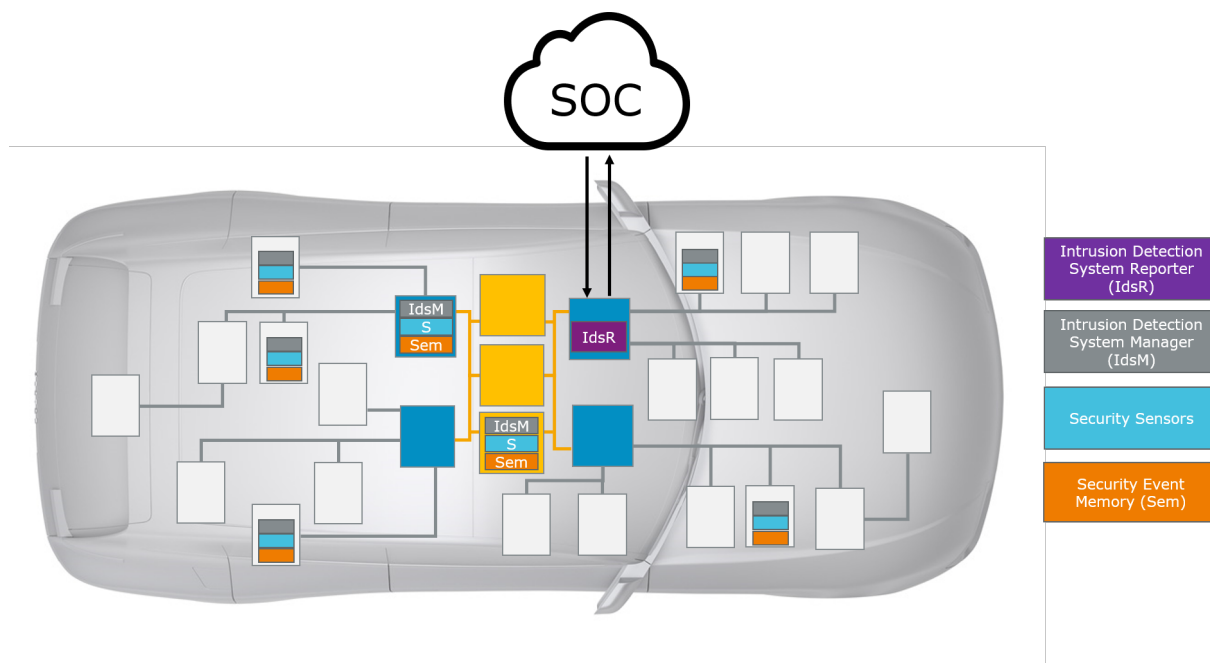 SOC
IdsM
S
Sem
IdsR
IdsM
S
Sem
Intrusion Detection
System Reporter
(IdsR)
Intrusion Detection
System Manager
(IdsM)
Security Sensors
Security Event
Memory (Sem)